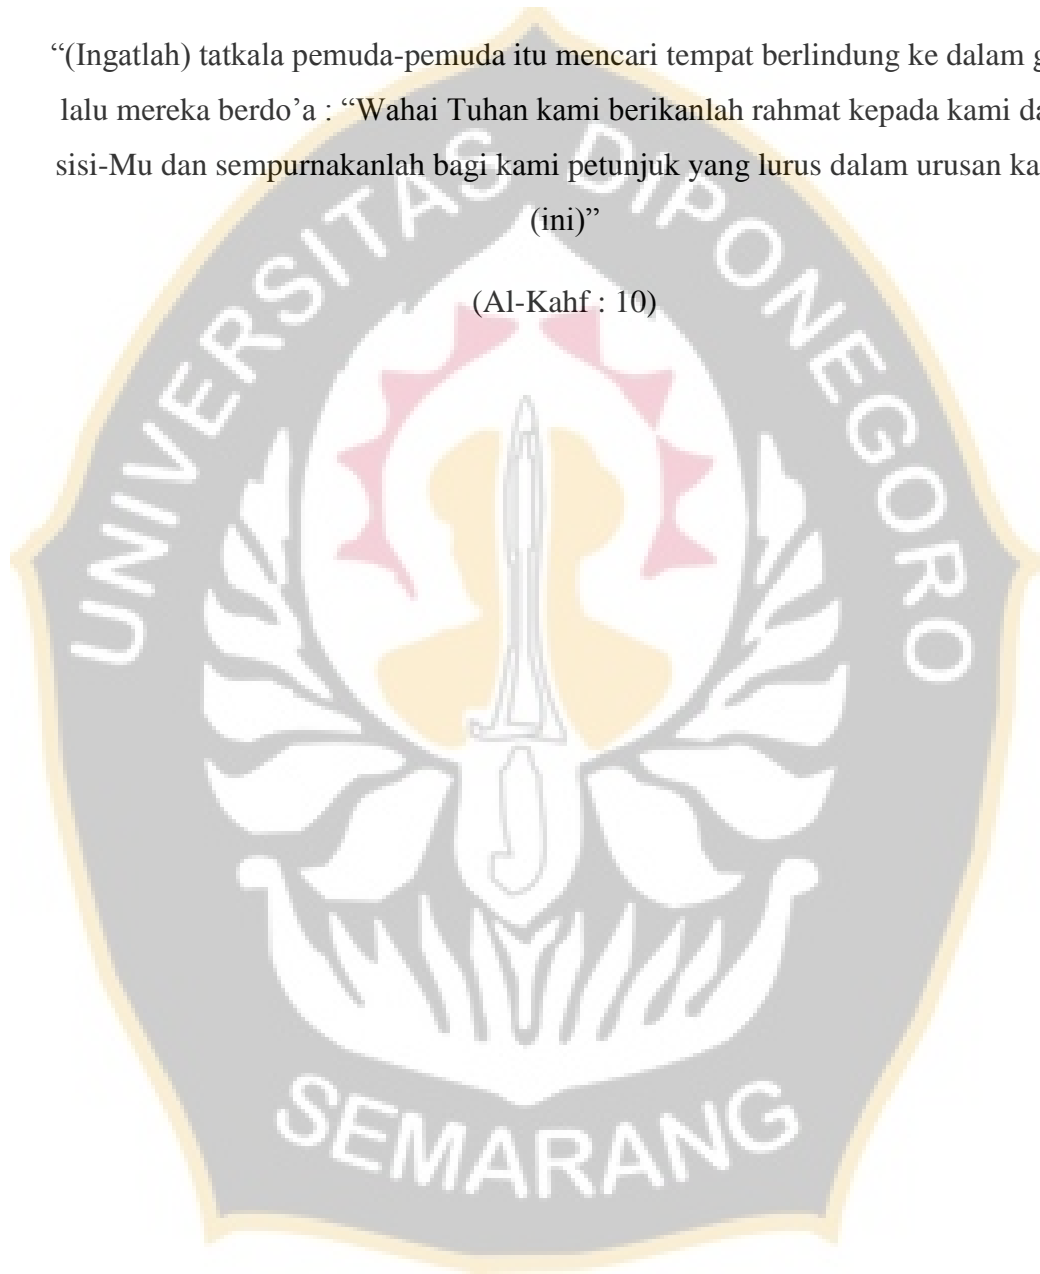 “(Ingatlah) tatkala pemuda-pemuda itu mencari tempat berlindung ke dalam
lalu mereka berdo’a : “Wahai Tuhan kami berikanlah rahmat kepada kami
sisi-Mu dan sempurnakanlah bagi kami petunjuk yang lurus dalam urusan
(ini)”
(Al-Kahf : 10)
UNIVERSITAS DIPONEGORO
SEMARANG